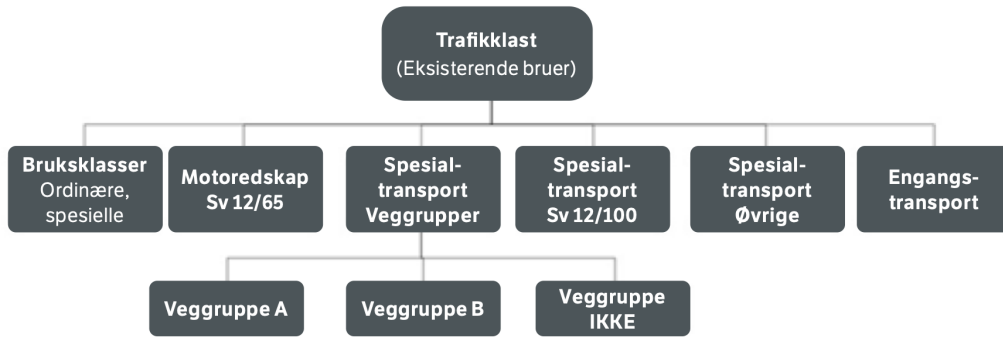 Trafikklast
(Eksisterende bruer)
Bruksklasser
Ordinære,
spesielle
Motoredskap
Sv 12/65
Spesial-
transport
Veggrupper
Spesial-
transport
Sv 12/100
Spesial-
transport
Øvrige
Engangs-
transport
Veggruppe A
Veggruppe B
Veggruppe
IKKE